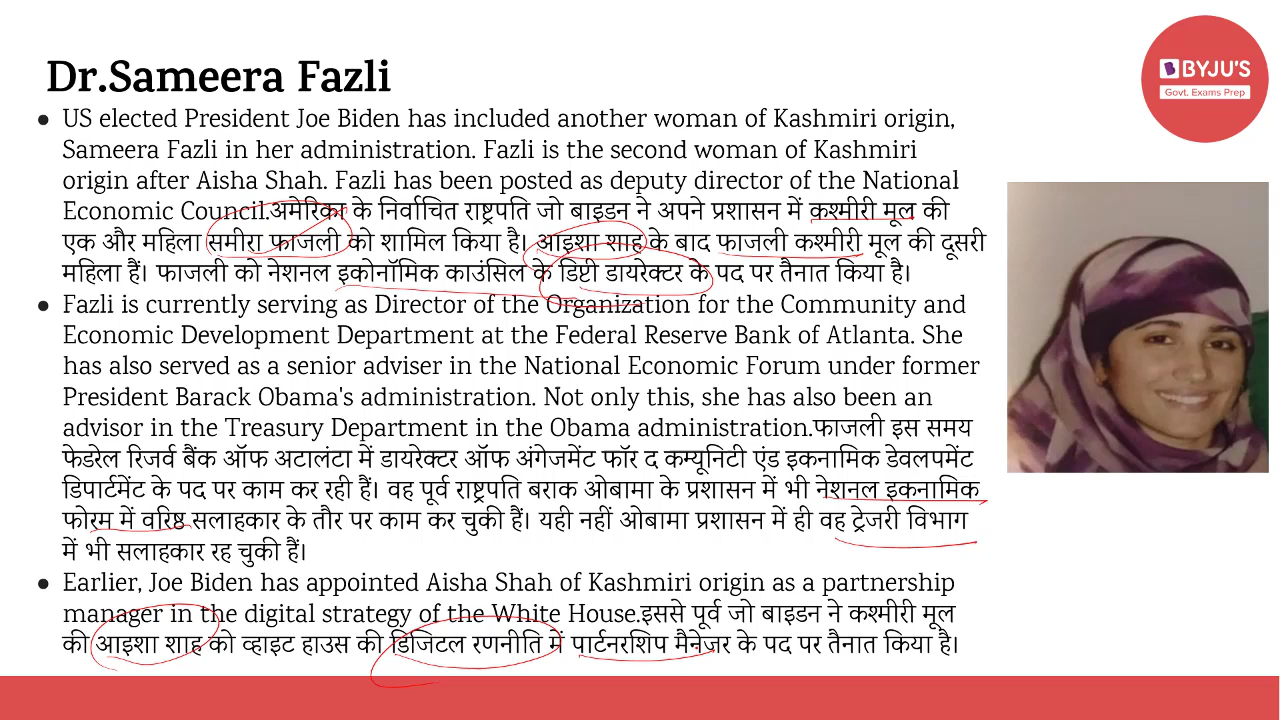 Dr.Sameera Fazli
BYJU'S
Govt. Exams Prep
● US elected President Joe Biden has included another woman of Kashmiri origin,
Sameera Fazli in her administration. Fazli is the second woman of Kashmiri
origin after Aisha Shah. Fazli has been posted as deputy director of the National
Economic Council.अमेरिका के निर्वाचित राष्ट्रपति जो बाइडन ने अपने प्रशासन में कश्मीरी मूल की
एक और महिला समीरा फाजली को शामिल किया है। आइशा शाह के बाद फाजली कश्मीरी मूल की दूसरी
महिला हैं। फाजली को नेशनल इकोनॉमिक काउंसिल के डिप्टी डायरेक्टर के पद पर तैनात किया है।
● Fazli is currently serving as Director of the Organization for the Community and
Economic Development Department at the Federal Reserve Bank of Atlanta. She
has also served as a senior adviser in the National Economic Forum under former
President Barack Obama's administration. Not only this, she has also been an
advisor in the Treasury Department in the Obama administration.फाजली इस समय
फेडरेल रिजर्व बैंक ऑफ अटालंटा में डायरेक्टर ऑफ अंगेजमेंट फॉर द कम्यूनिटी एंड इकनामिक डेवलपमेंट
डिपार्टमेंट के पद पर काम कर रही हैं। वह पूर्व राष्ट्रपति बराक ओबामा के प्रशासन में भी नेशनल इकनामिक
फोरम में वरिष्ठ सलाहकार के तौर पर काम कर चुकी हैं। यही नहीं ओबामा प्रशासन में ही वह ट्रेजरी विभाग
में भी सलाहकार रह चुकी हैं।
● Earlier, Joe Biden has appointed Aisha Shah of Kashmiri origin as a partnership
manager in the digital strategy of the White House.इससे पूर्व जो बाइडन ने कश्मीरी मूल
की आइशा शाह को व्हाइट हाउस की डिजिटल रणनीति में पार्टनरशिप मैनेजर के पद पर तैनात किया है।